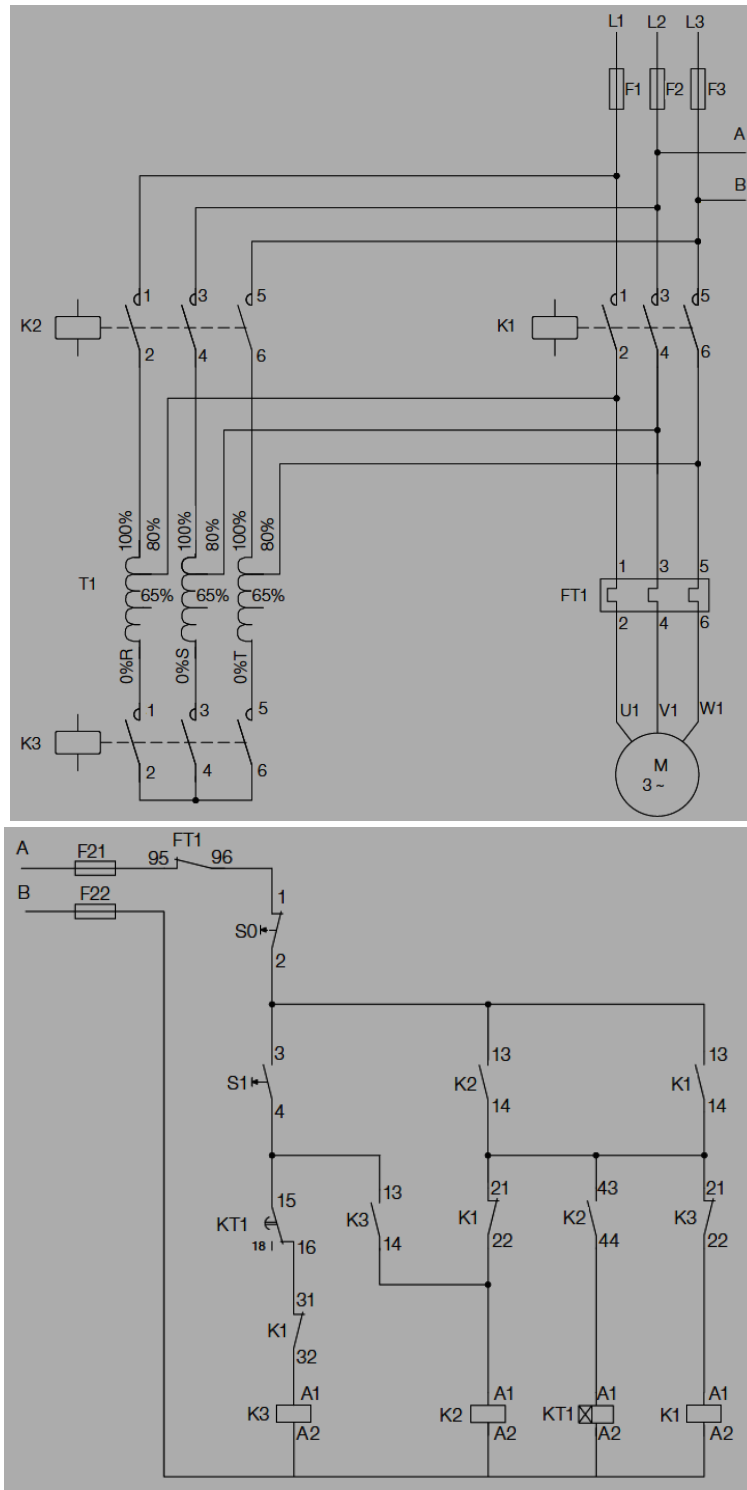 L1 L2 L3
F1 F2 F3
A
B
1 3 5
K2
2 4 6
1 3 5
K1
2 4 6
100% 80% 100% 80% 100% 80%
T1
65% 65% 65%
0%R 0%S 0%T
1 3 5
FT1
2 4 6
1 3 5
K3
2 4 6
U1 V1 W1
M
3 ~
FT1
A F21 95 96
B F22
1
S0
2
3
S1
4
13
K2
14
13
K1
14
15
KT1
18 16
13
K3
14
21
K1
22
43
K2
44
21
K3
22
31
K1
32
K3 A1
A2
K2 A1
A2
KT1 A1
A2
K1 A1
A2